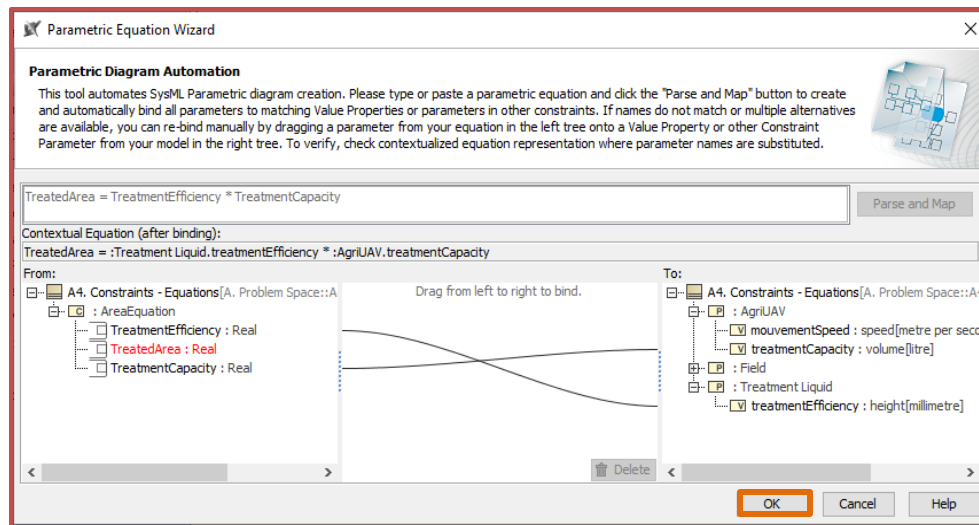 Parametric Equation Wizard
Parametric Diagram Automation
This tool automates SysML Parametric diagram creation. Please type or paste a parametric equation and click the "Parse and Map" button to create
and automatically bind all parameters to matching Value Properties or parameters in other constraints. If names do not match or multiple alternatives
are available, you can re-bind manually by dragging a parameter from your equation in the left tree onto a Value Property or other Constraint
Parameter from your model in the right tree. To verify, check contextualized equation representation where parameter names are substituted.
TreatedArea = TreatmentEfficiency * TreatmentCapacity
Parse and Map
Contextual Equation (after binding):
TreatedArea = :Treatment Liquid.treatmentEfficiency * :AgriUAV.treatmentCapacity
From:
A4. Constraints - Equations[A. Problem Space::A
C : AreaEquation
TreatmentEfficiency : Real
TreatedArea : Real
TreatmentCapacity : Real
Drag from left to right to bind.
Delete
To:
A4. Constraints - Equations[A. Problem Space::A4
P : AgriUAV
V mouvementSpeed : speed[metre per seco
V treatmentCapacity : volume[litre]
P : Field
P : Treatment Liquid
V treatmentEfficiency : height[millimetre]
OK
Cancel
Help